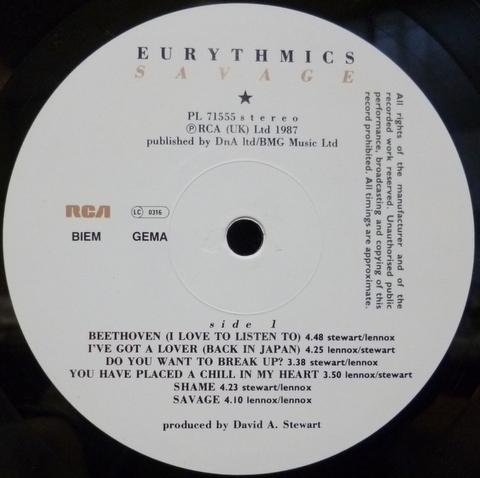 EURYTHMICS
SAVAGE
★
PL 71555 stereo
℗RCA (UK) Ltd 1987
published by DnA ltd/BMG Music Ltd
All rights of the manufacturer and of the
recorded work reserved. Unauthorised public
performance, broadcasting and copying of this
record prohibited. All timings are approximate.
RCA
LC 0316
BIEM GEMA
side 1
BEETHOVEN (I LOVE TO LISTEN TO) 4.48 stewart/lennox
I'VE GOT A LOVER (BACK IN JAPAN) 4.25 lennox/stewart
DO YOU WANT TO BREAK UP? 3.38 stewart/lennox
YOU HAVE PLACED A CHILL IN MY HEART 3.50 lennox/stewart
SHAME 4.23 stewart/lennox
SAVAGE 4.10 lennox/stewart
produced by David A. Stewart